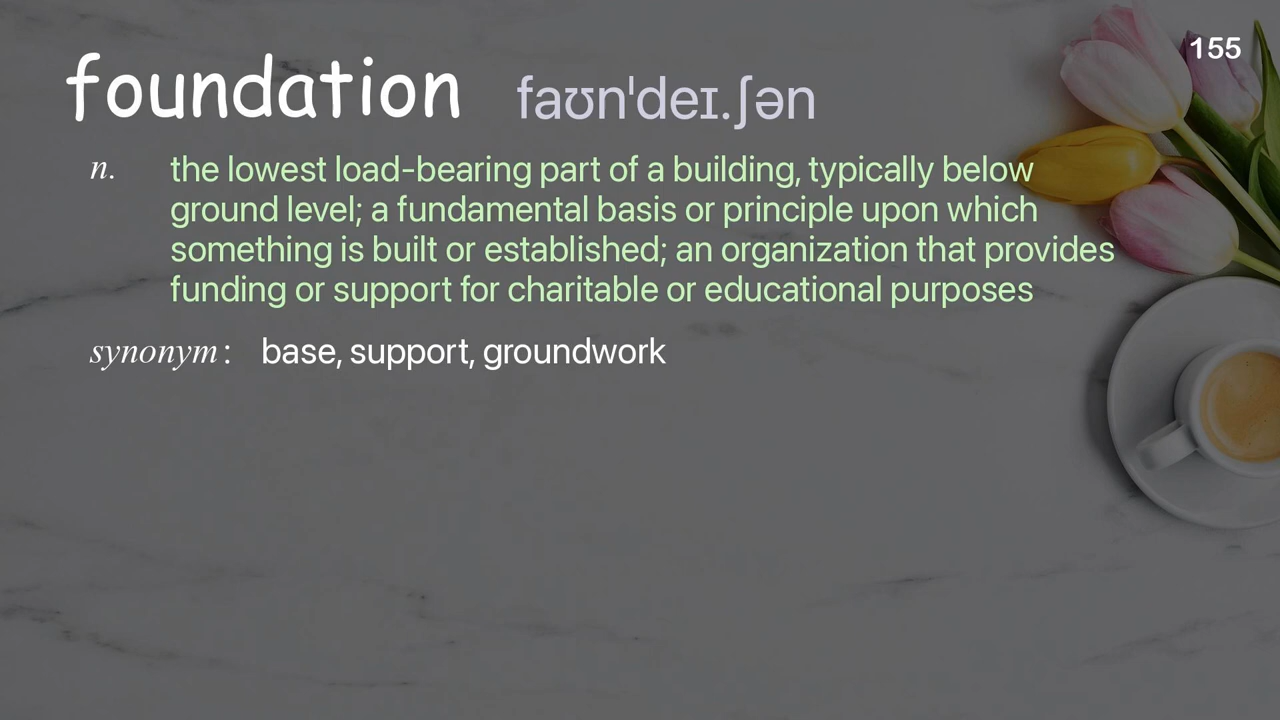 155
foundation faʊn'deɪ.ʃən
n. the lowest load-bearing part of a building, typically below
ground level; a fundamental basis or principle upon which
something is built or established; an organization that provides
funding or support for charitable or educational purposes
synonym: base, support, groundwork